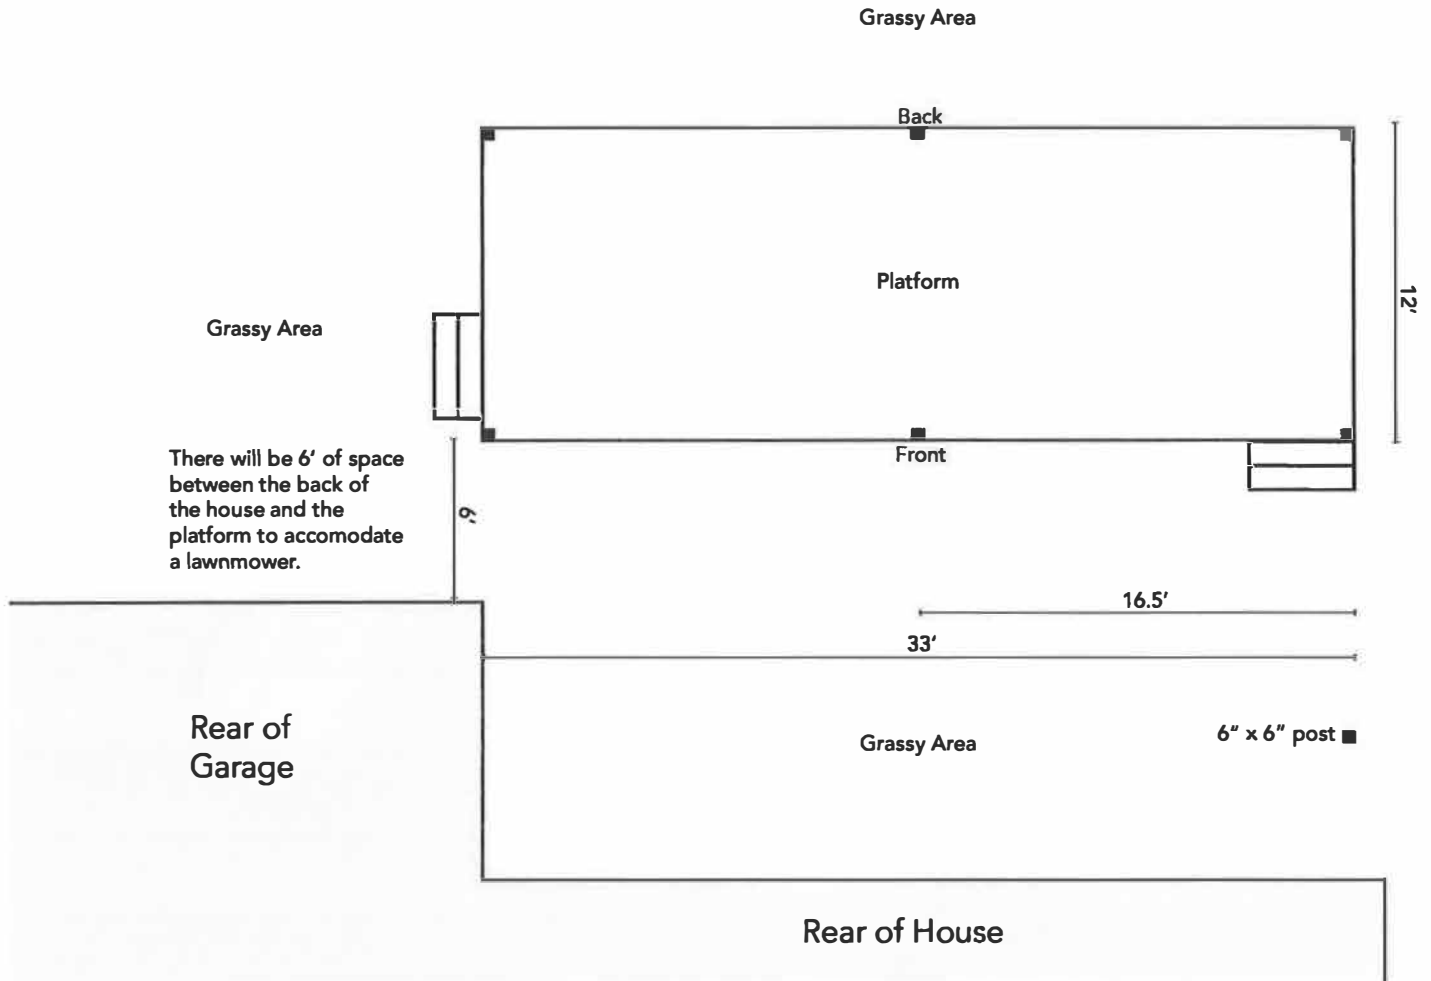 Grassy Area
Back
Platform
12'
Grassy Area
Front
There will be 6' of space
between the back of
the house and the
platform to accomodate
a lawnmower.
6'
16.5'
33'
Rear of
Garage
Grassy Area
6" x 6" post
Rear of House